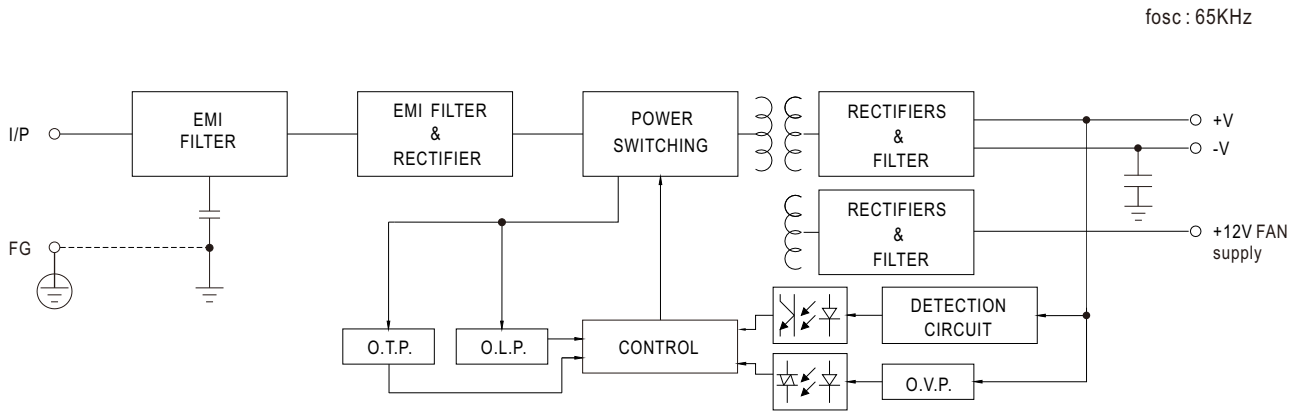 fosc : 65KHz
I/P
EMI
FILTER
EMI FILTER
&
RECTIFIER
POWER
SWITCHING
RECTIFIERS
&
FILTER
+V
-V
FG
RECTIFIERS
&
FILTER
+12V FAN
supply
O.T.P.
O.L.P.
CONTROL
DETECTION
CIRCUIT
O.V.P.